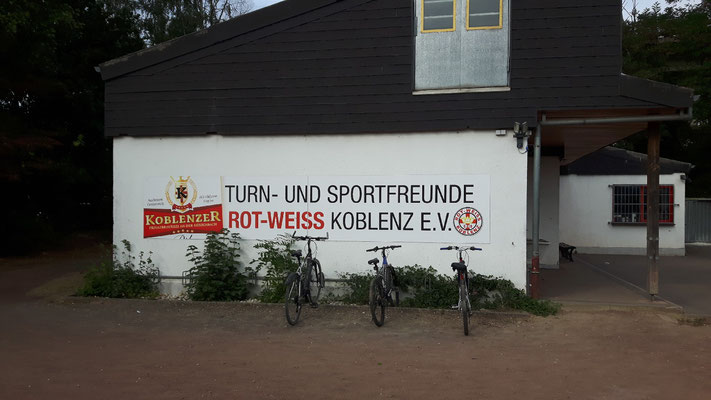 KOBLENZER
TURN- UND SPORTFREUNDE
ROT-WEISS KOBLENZ E.V.